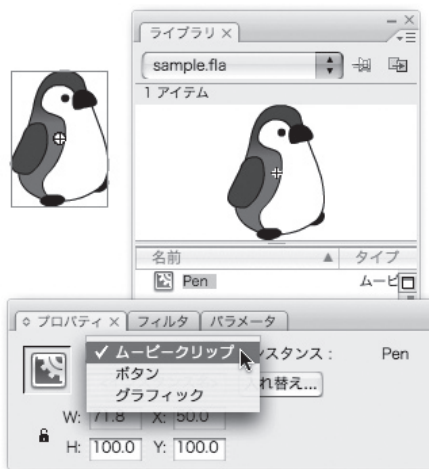 ライブラリ ×
sample.fla
1 アイテム
名前 タイプ
Pen ムービ
プロパティ × フィルタ パラメータ
ムービークリップ スタンス : Pen
ボタン れ替え...
グラフィック
W: 71.8 X: 50.0
H: 100.0 Y: 100.0